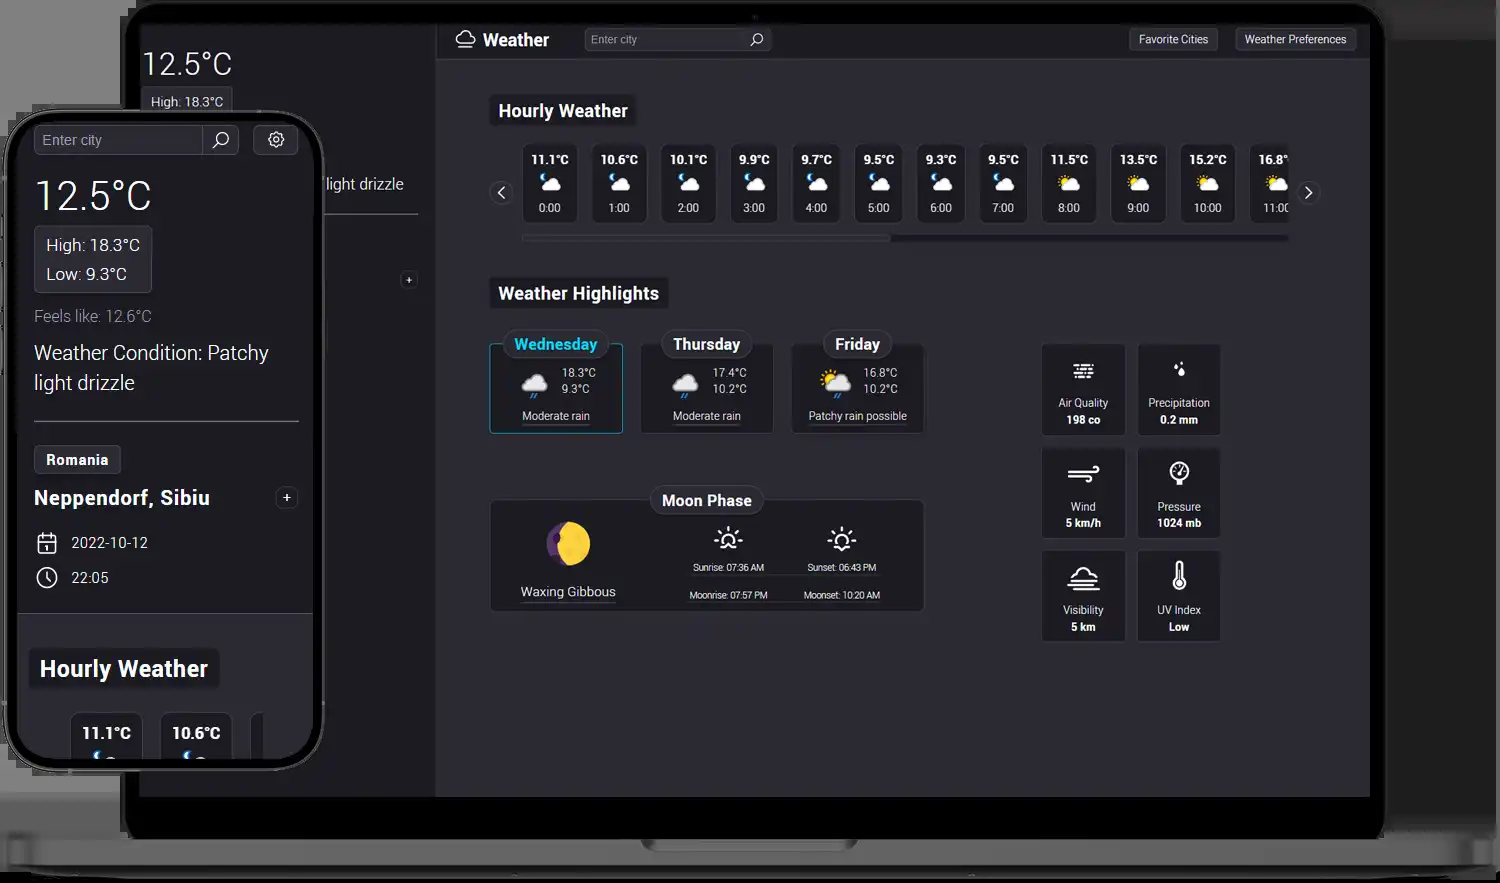 12.5°C
High: 18.3°C
light drizzle
+
Weather
Enter city
Favorite Cities
Weather Preferences
Hourly Weather
11.1°C 10.6°C 10.1°C 9.9°C 9.7°C 9.5°C 9.3°C 9.5°C 11.5°C 13.5°C 15.2°C 16.8°
0:00 1:00 2:00 3:00 4:00 5:00 6:00 7:00 8:00 9:00 10:00 11:00
Weather Highlights
Wednesday
18.3°C
9.3°C
Moderate rain
Thursday
17.4°C
10.2°C
Moderate rain
Friday
16.8°C
10.2°C
Patchy rain possible
Moon Phase
Waxing Gibbous
Sunrise: 07:36 AM
Sunset: 06:43 PM
Moonrise: 07:57 PM
Moonset: 10:20 AM
Air Quality
198 co
Precipitation
0.2 mm
Wind
5 km/h
Pressure
1024 mb
Visibility
5 km
UV Index
Low
Enter city
12.5°C
High: 18.3°C
Low: 9.3°C
Feels like: 12.6°C
Weather Condition: Patchy
light drizzle
Romania
Neppendorf, Sibiu
+
1
2022-10-12
22:05
Hourly Weather
11.1°C 10.6°C